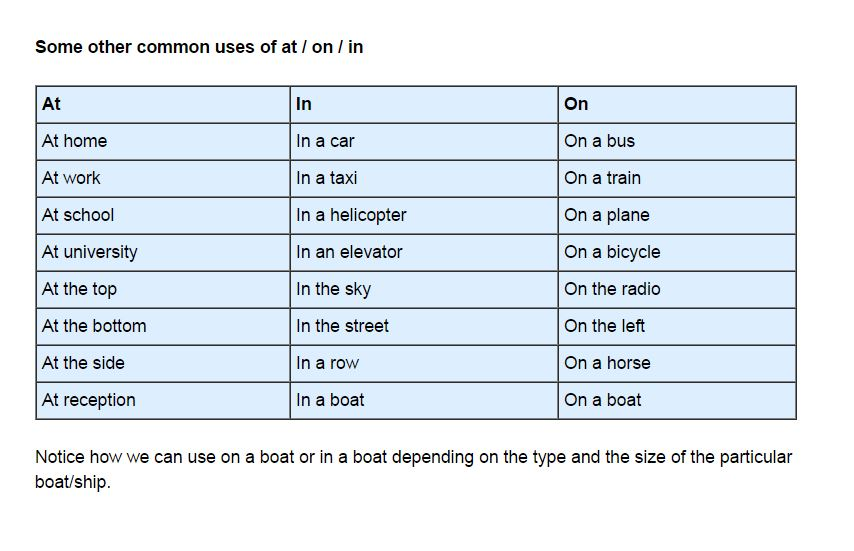 Some other common uses of at / on / in
At In On
At home In a car On a bus
At work In a taxi On a train
At school In a helicopter On a plane
At university In an elevator On a bicycle
At the top In the sky On the radio
At the bottom In the street On the left
At the side In a row On a horse
At reception In a boat On a boat
Notice how we can use on a boat or in a boat depending on the type and the size of the particular
boat/ship.